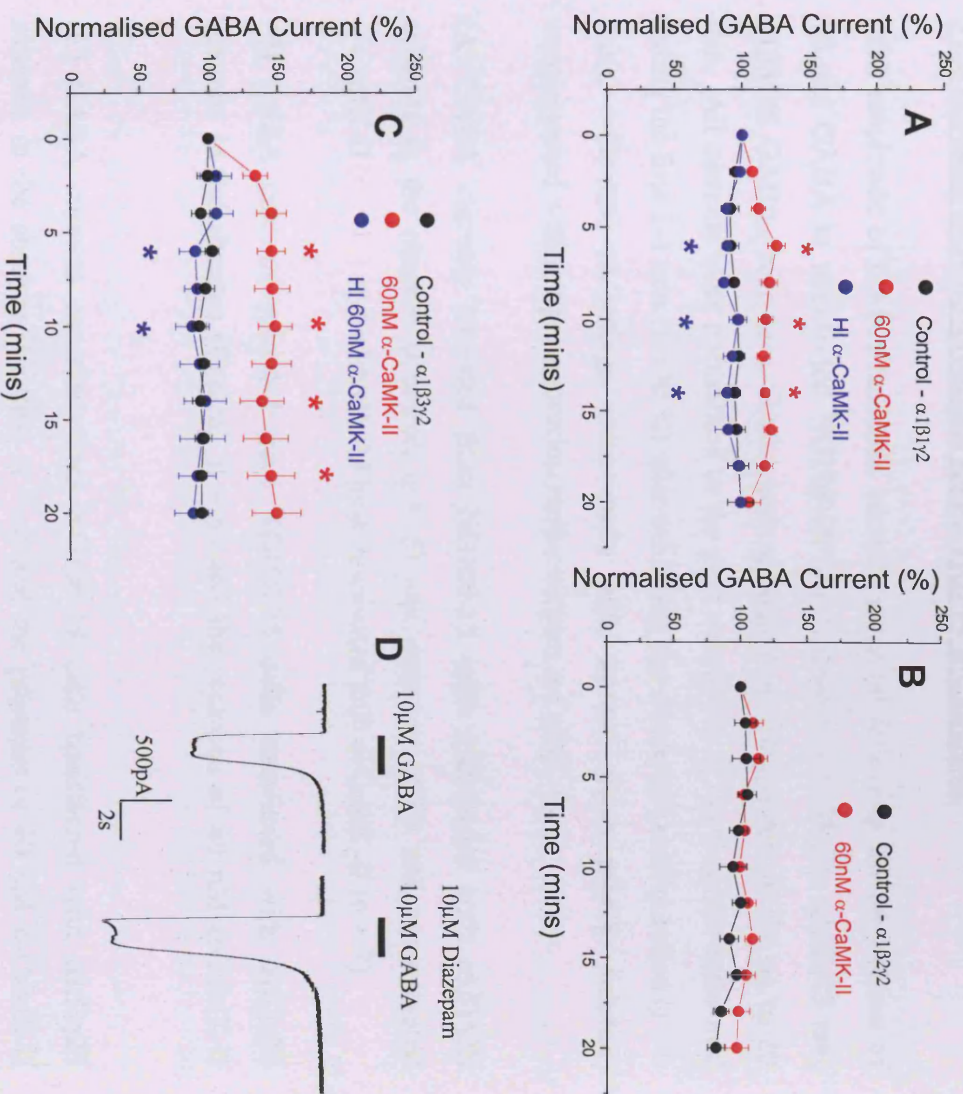 A
Control - α1β1γ2
60nM α-CaMK-II
HI α-CaMK-II
Normalised GABA Current (%)
250
200
150
100
50
0
0
5
10
15
20
Time (mins)
* * *
* * *
B
Control - α1β2γ2
60nM α-CaMK-II
Normalised GABA Current (%)
250
200
150
100
50
0
0
5
10
15
20
Time (mins)
C
Control - α1β3γ2
60nM α-CaMK-II
HI 60nM α-CaMK-II
Normalised GABA Current (%)
200
150
100
50
0
0
5
10
15
20
Time (mins)
* * * *
* *
D
10µM GABA
10µM Diazepam
10µM GABA
500pA
2s